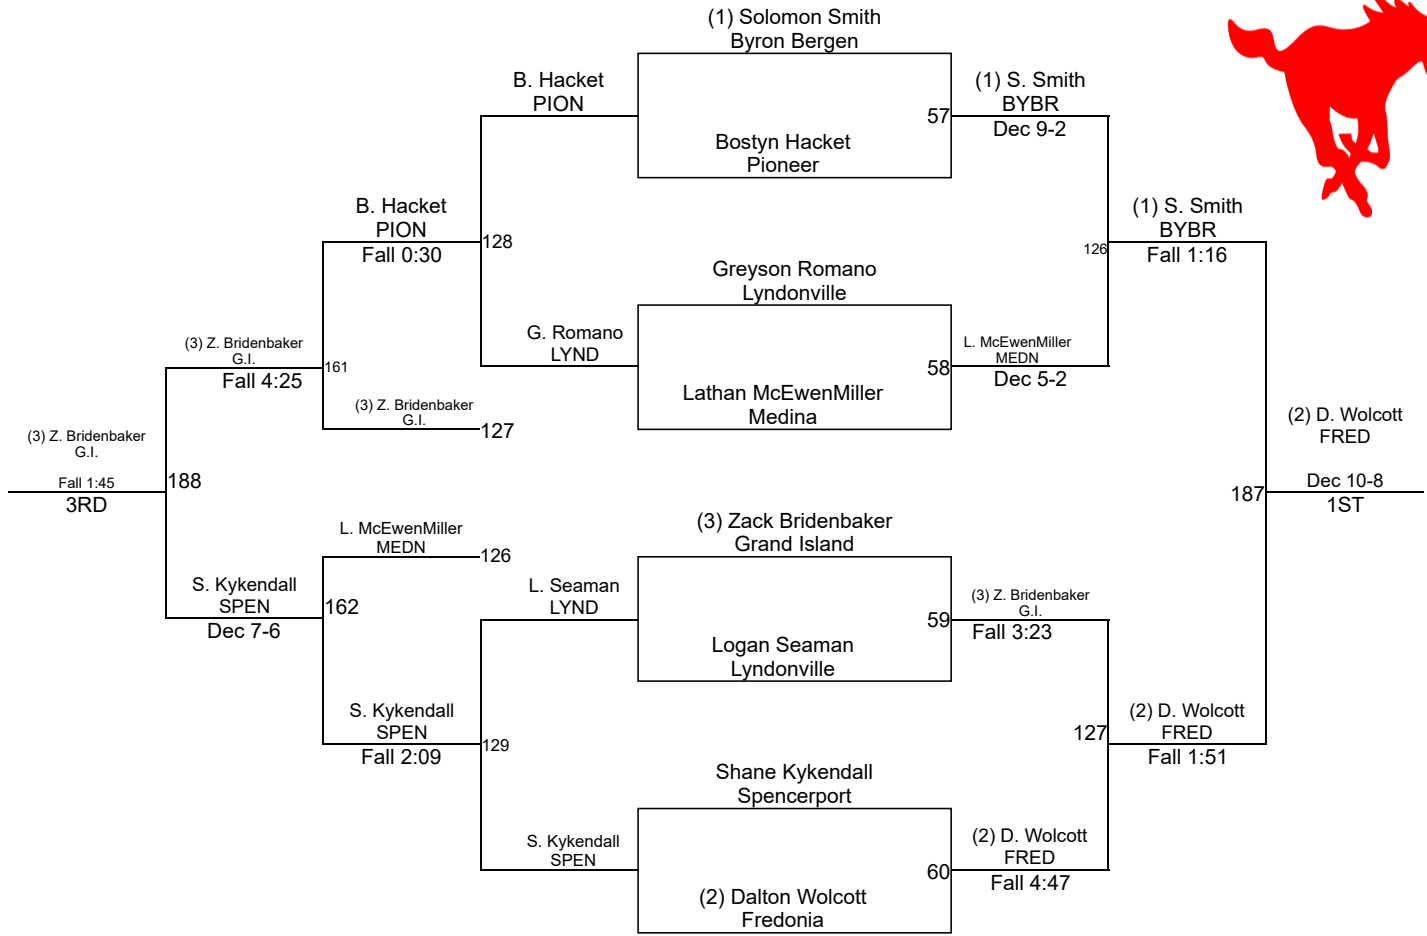 (1) Solomon Smith
Byron Bergen
B. Hacket
PION
(1) S. Smith
BYBR
57
Dec 9-2
Bostyn Hacket
Pioneer
B. Hacket
PION
(1) S. Smith
BYBR
128
126
Fall 0:30
Fall 1:16
Greyson Romano
Lyndonville
G. Romano
LYND
L. McEwenMiller
MEDN
(3) Z. Bridenbaker
G.I.
161
58
Fall 4:25
Dec 5-2
Lathan McEwenMiller
Medina
(3) Z. Bridenbaker
G.I.
127
(2) D. Wolcott
FRED
(3) Z. Bridenbaker
G.I.
188
Fall 1:45
3RD
187
Dec 10-8
1ST
(3) Zack Bridenbaker
Grand Island
L. McEwenMiller
MEDN
126
L. Seaman
LYND
S. Kykendall
SPEN
162
Dec 7-6
(3) Z. Bridenbaker
G.I.
59
Fall 3:23
Logan Seaman
Lyndonville
S. Kykendall
SPEN
129
Fall 2:09
127
(2) D. Wolcott
FRED
Fall 1:51
Shane Kykendall
Spencerport
S. Kykendall
SPEN
(2) D. Wolcott
FRED
60
Fall 4:47
(2) Dalton Wolcott
Fredonia